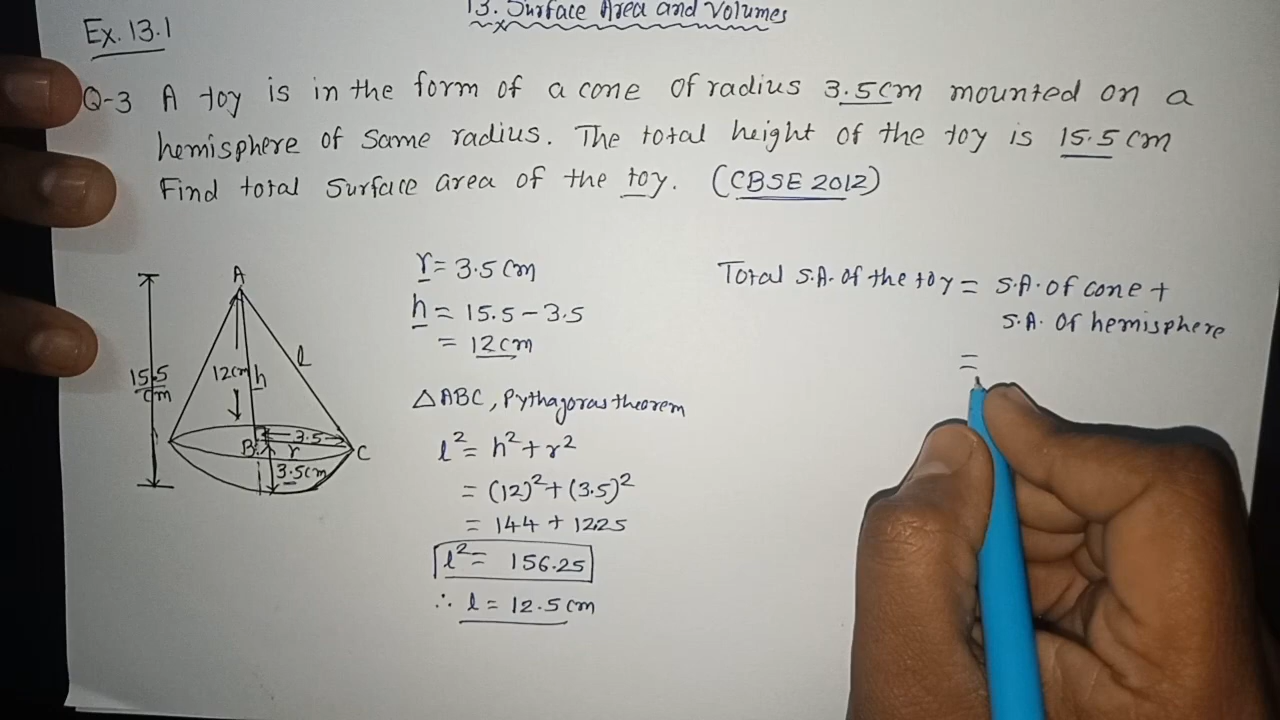 13. Surface Area and Volumes
Ex. 13.1
Q-3 A toy is in the form of a cone of radius 3.5cm mounted on a
hemisphere of same radius. The total height of the toy is 15.5 cm
Find total surface area of the toy. (CBSE 2012)
A
l
12cm
h
15.5
cm
3.5
B
r
C
3.5cm
r = 3.5 cm
h = 15.5 - 3.5
= 12cm
△ABC, Pythagoras theorem
l² = h² + r²
= (12)² + (3.5)²
= 144 + 12.25
l² = 156.25
∴ l = 12.5 cm
Total S.A. of the toy = S.A. of cone +
S.A. of hemisphere
=